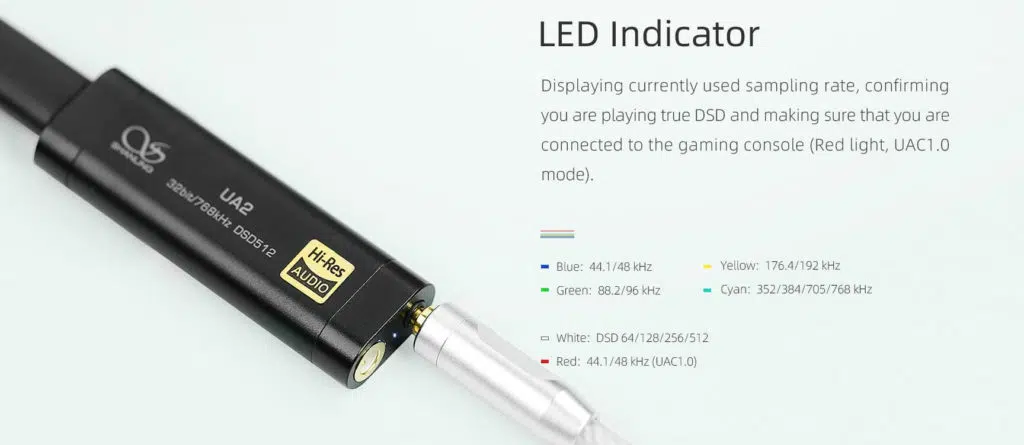 LED Indicator
Displaying currently used sampling rate, confirming
you are playing true DSD and making sure that you are
connected to the gaming console (Red light, UAC1.0
mode).
Blue: 44.1/48 kHz
Yellow: 176.4/192 kHz
Green: 88.2/96 kHz
Cyan: 352/384/705/768 kHz
White: DSD 64/128/256/512
Red: 44.1/48 kHz (UAC1.0)
SHANLING
UA2
32bit/768kHz DSD512
Hi-Res
AUDIO